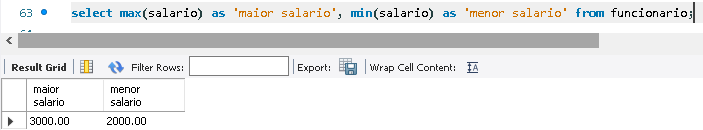 63 select max(salario) as 'maior salario', min(salario) as 'menor salario' from funcionario;
Result Grid Filter Rows: Export: Wrap Cell Content: IA
maior menor
salario salario
3000.00 2000.00